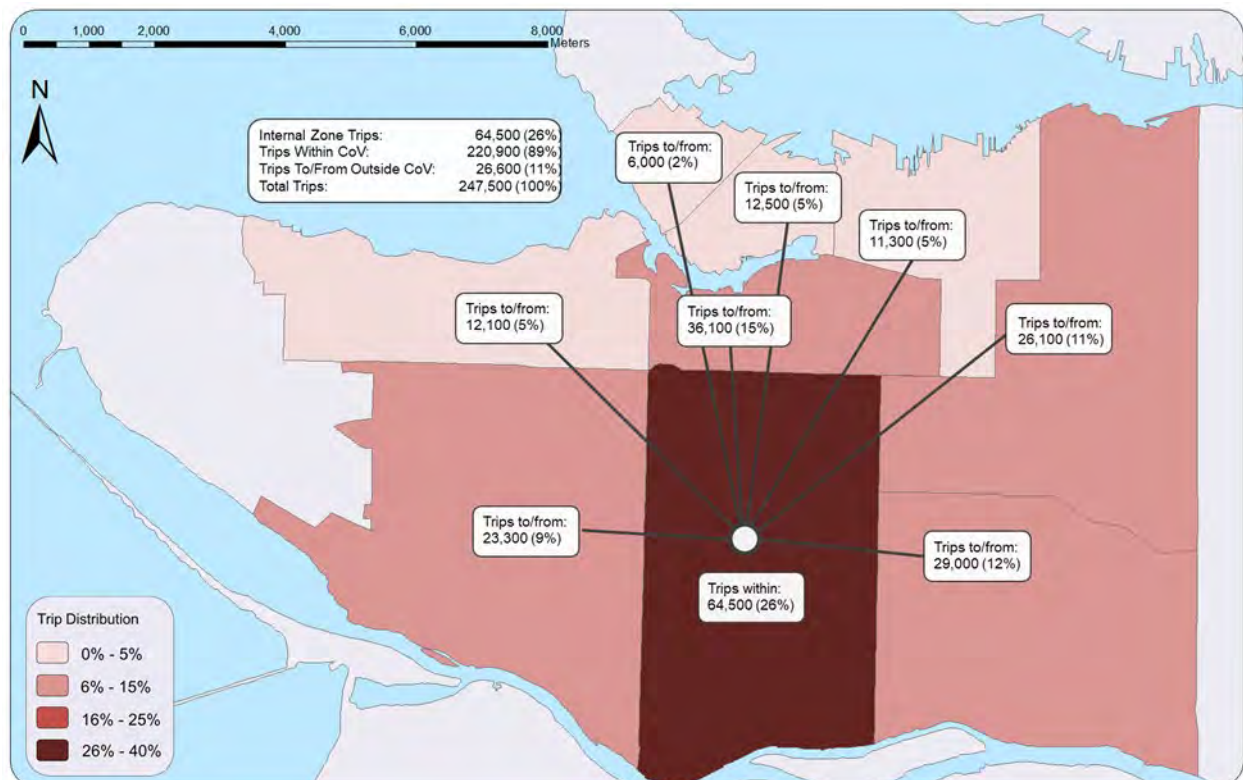 0 1,000 2,000 4,000 6,000 8,000
Meters
N
Internal Zone Trips: 64,500 (26%)
Trips Within CoV: 220,900 (89%)
Trips To/From Outside CoV: 26,600 (11%)
Total Trips: 247,500 (100%)
Trips to/from:
6,000 (2%)
Trips to/from:
12,500 (5%)
Trips to/from:
11,300 (5%)
Trips to/from:
12,100 (5%)
Trips to/from:
36,100 (15%)
Trips to/from:
26,100 (11%)
Trips to/from:
23,300 (9%)
Trips to/from:
29,000 (12%)
Trips within:
64,500 (26%)
Trip Distribution
0% - 5%
6% - 15%
16% - 25%
26% - 40%